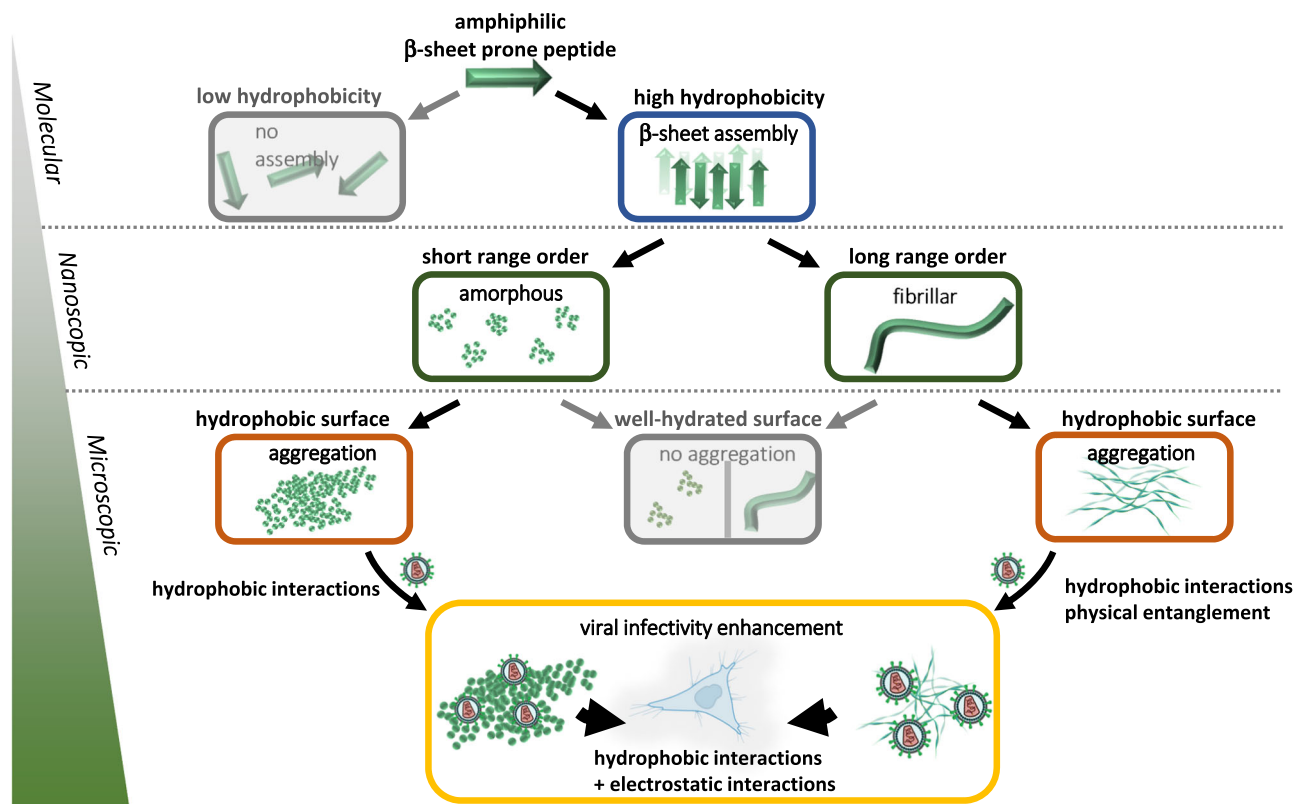 amphiphilic
β-sheet prone peptide
Molecular
low hydrophobicity
no
assembly
high hydrophobicity
β-sheet assembly
Nanoscopic
short range order
amorphous
long range order
fibrillar
Microscopic
hydrophobic surface
aggregation
well-hydrated surface
no aggregation
hydrophobic surface
aggregation
hydrophobic interactions
hydrophobic interactions
physical entanglement
viral infectivity enhancement
hydrophobic interactions
+ electrostatic interactions